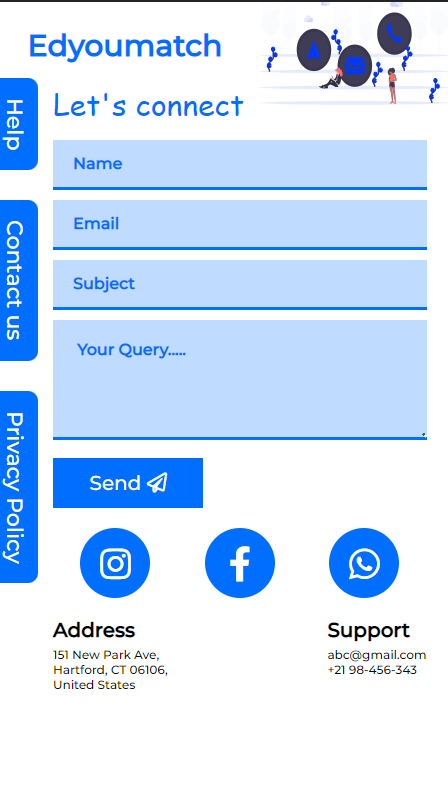 Edyoumatch
Let's connect
Help
Contact us
Privacy Policy
Name
Email
Subject
Your Query.....
Send
Address
151 New Park Ave,
Hartford, CT 06106,
United States
Support
abc@gmail.com
+21 98-456-343